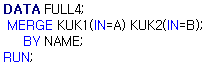 DATA FULL4;
MERGE KUK1(IN=A) KUK2(IN=B);
BY NAME;
RUN;